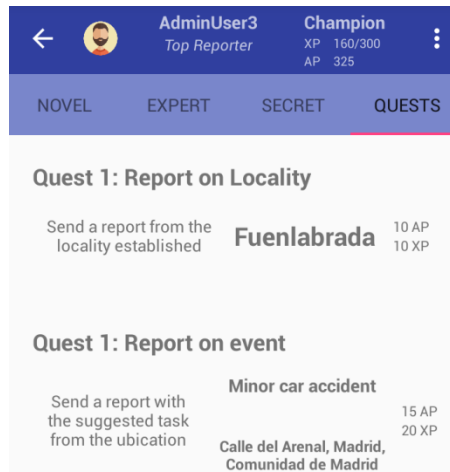 AdminUser3 Champion
Top Reporter XP 160/300
AP 325
NOVEL EXPERT SECRET QUESTS
Quest 1: Report on Locality
Send a report from the
locality established
Fuenlabrada
10 AP
10 XP
Quest 1: Report on event
Send a report with
the suggested task
from the ubication
Minor car accident
Calle del Arenal, Madrid,
Comunidad de Madrid
15 AP
20 XP